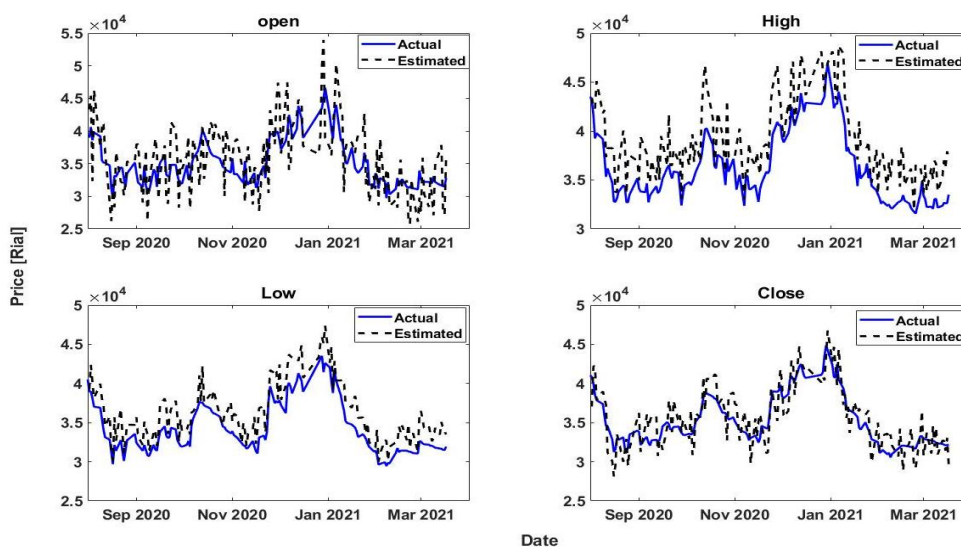 open
×10⁴
5.5
5
4.5
4
3.5
3
2.5
Actual
Estimated
Sep 2020 Nov 2020 Jan 2021 Mar 2021
High
×10⁴
5
4.5
4
3.5
3
Actual
Estimated
Sep 2020 Nov 2020 Jan 2021 Mar 2021
Price [Rial]
Low
×10⁴
5
4.5
4
3.5
3
2.5
Actual
Estimated
Sep 2020 Nov 2020 Jan 2021 Mar 2021
Close
×10⁴
5
4.5
4
3.5
3
2.5
Actual
Estimated
Sep 2020 Nov 2020 Jan 2021 Mar 2021
Date